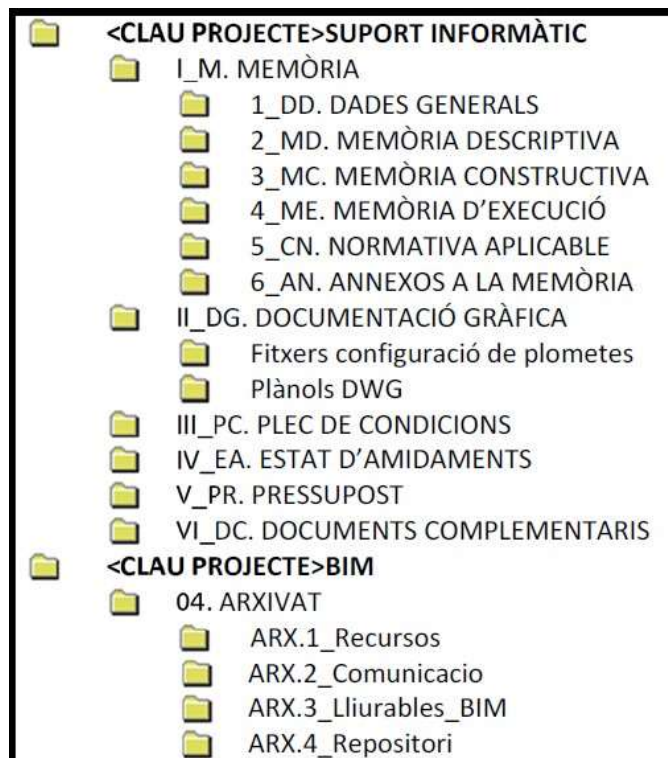 <CLAU PROJECTE>SUPORT INFORMÀTIC
I_M. MEMÒRIA
1_DD. DADES GENERALS
2_MD. MEMÒRIA DESCRIPTIVA
3_MC. MEMÒRIA CONSTRUCTIVA
4_ME. MEMÒRIA D'EXECUCIÓ
5_CN. NORMATIVA APLICABLE
6_AN. ANNEXOS A LA MEMÒRIA
II_DG. DOCUMENTACIÓ GRÀFICA
Fitxers configuració de plometes
Plànols DWG
III_PC. PLEC DE CONDICIONS
IV_EA. ESTAT D'AMIDAMENTS
V_PR. PRESSUPOST
VI_DC. DOCUMENTS COMPLEMENTARIS
<CLAU PROJECTE>BIM
04. ARXIVAT
ARX.1_Recursos
ARX.2_Comunicacio
ARX.3_Lliurables_BIM
ARX.4_Repositori